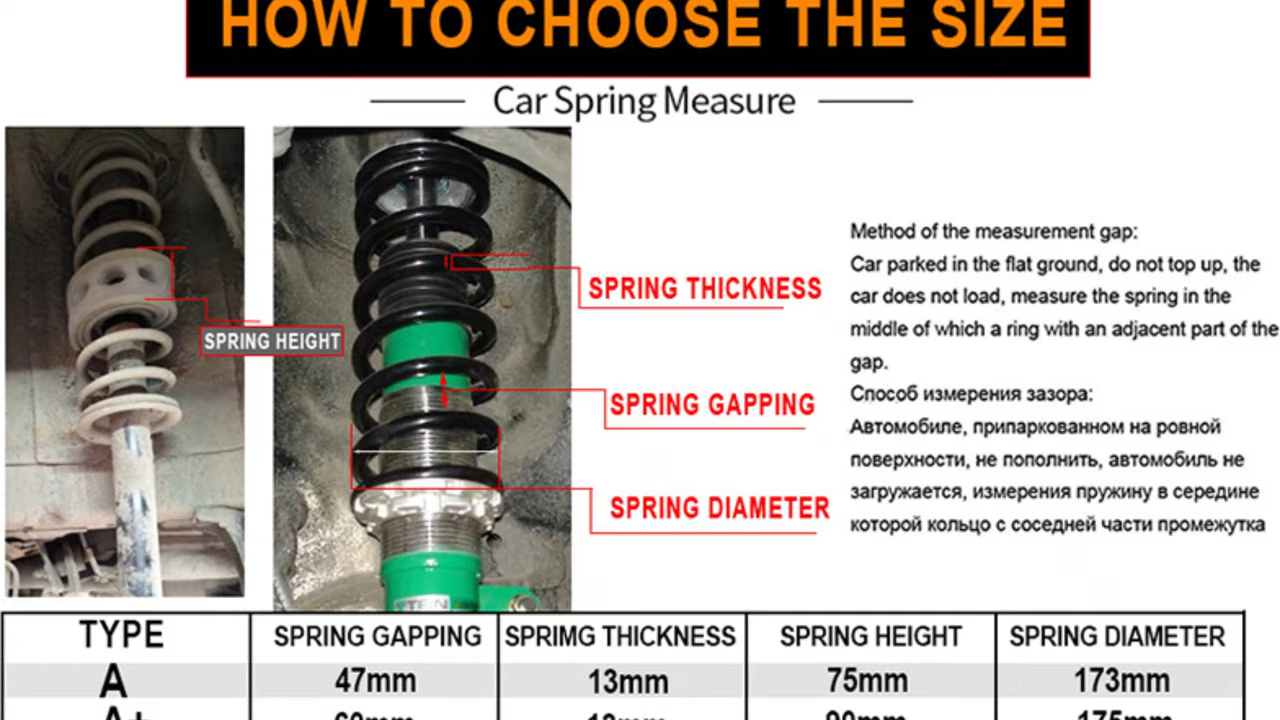 HOW TO CHOOSE THE SIZE
Car Spring Measure
SPRING HEIGHT
SPRING THICKNESS
SPRING GAPPING
SPRING DIAMETER
Method of the measurement gap:
Car parked in the flat ground, do not top up, the
car does not load, measure the spring in the
middle of which a ring with an adjacent part of the
gap.
Способ измерения зазора:
Автомобиле, припаркованном на ровной
поверхности, не пополнить, автомобиль не
загружается, измерения пружину в середине
которой кольцо с соседней части промежутка
TYPE SPRING GAPPING SPRIMG THICKNESS SPRING HEIGHT SPRING DIAMETER
A 47mm 13mm 75mm 173mm
A+ 175mm